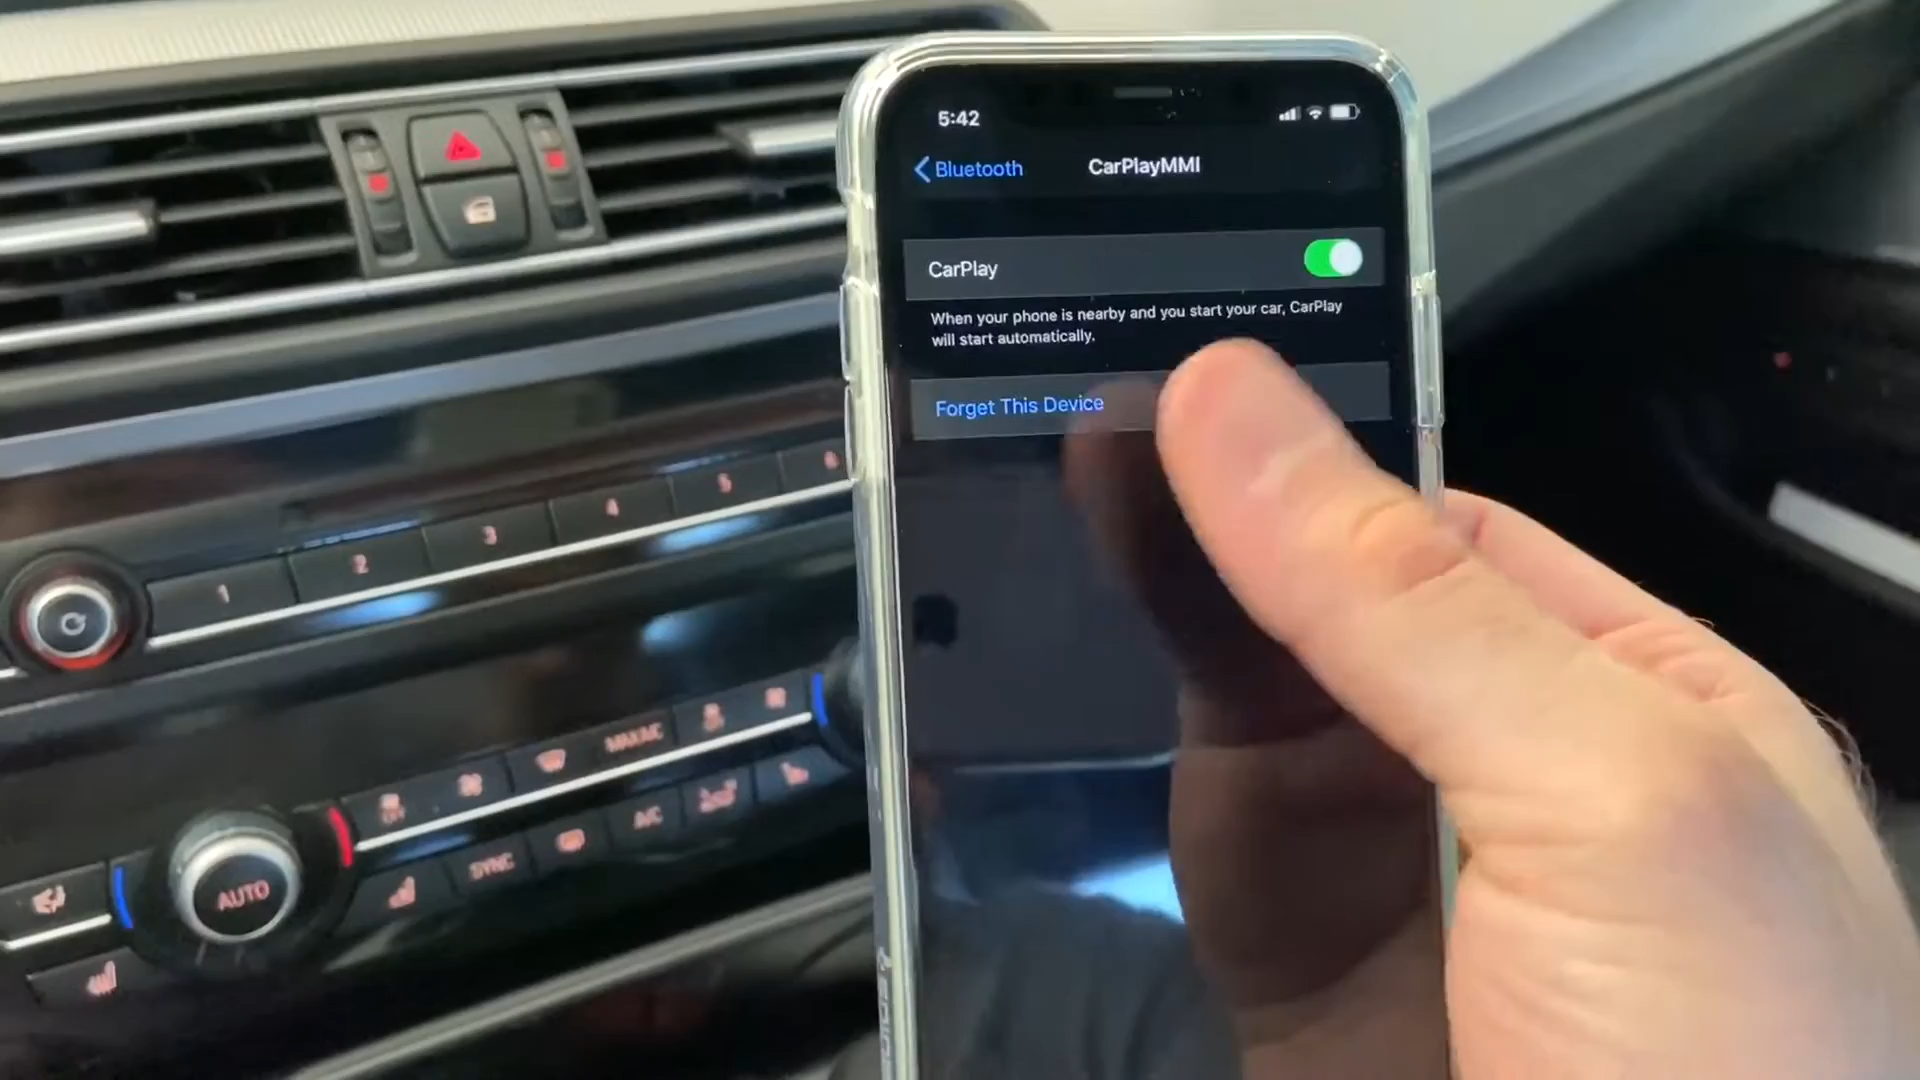 5:42
Bluetooth
CarPlayMMI
CarPlay
When your phone is nearby and you start your car, CarPlay
will start automatically.
Forget This Device
1
2
3
4
5
6
MAX A/C
AUTO
SYNC
A/C